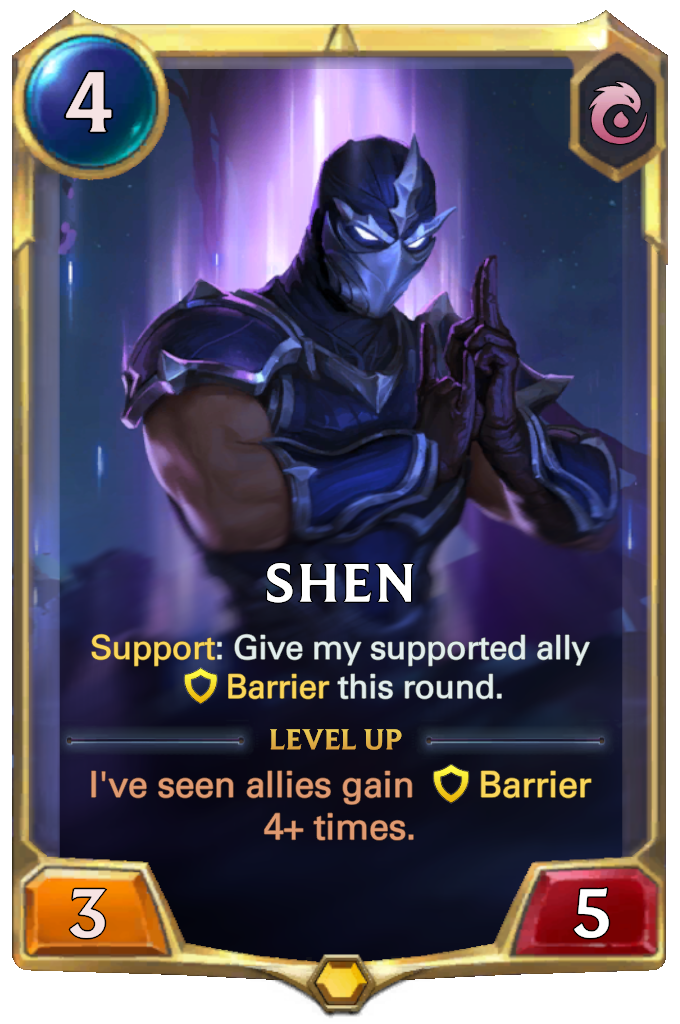 4
SHEN
Support: Give my supported ally
Barrier this round.
LEVEL UP
I've seen allies gain Barrier
4+ times.
3 5